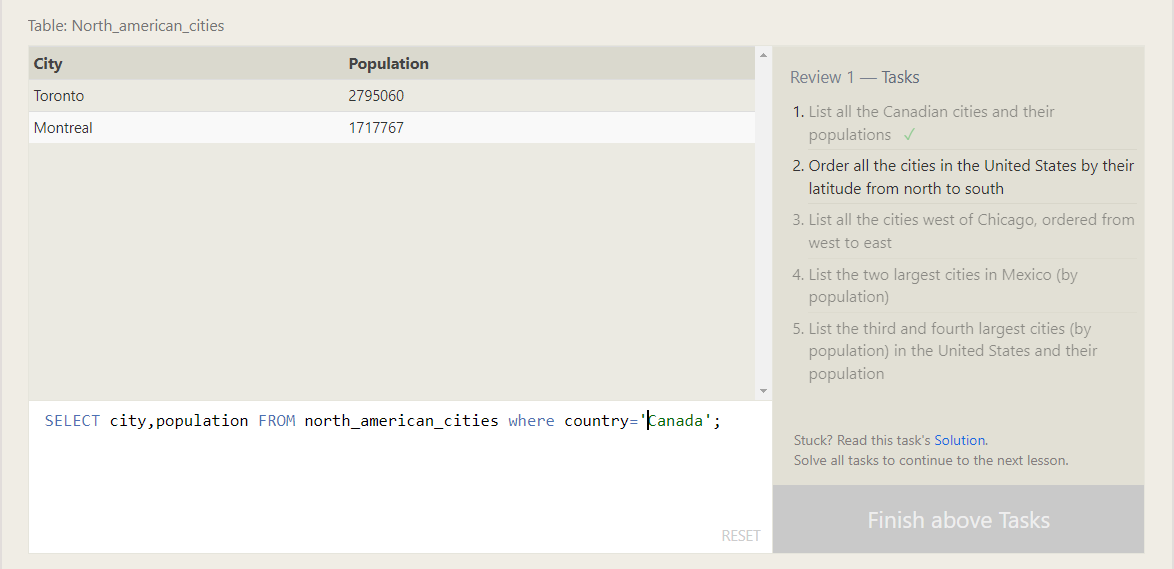 Table: North_american_cities
City Population
Toronto 2795060
Montreal 1717767
SELECT city,population FROM north_american_cities where country='Canada';
RESET
Review 1 — Tasks
1. List all the Canadian cities and their
populations ✓
2. Order all the cities in the United States by their
latitude from north to south
3. List all the cities west of Chicago, ordered from
west to east
4. List the two largest cities in Mexico (by
population)
5. List the third and fourth largest cities (by
population) in the United States and their
population
Stuck? Read this task's Solution.
Solve all tasks to continue to the next lesson.
Finish above Tasks